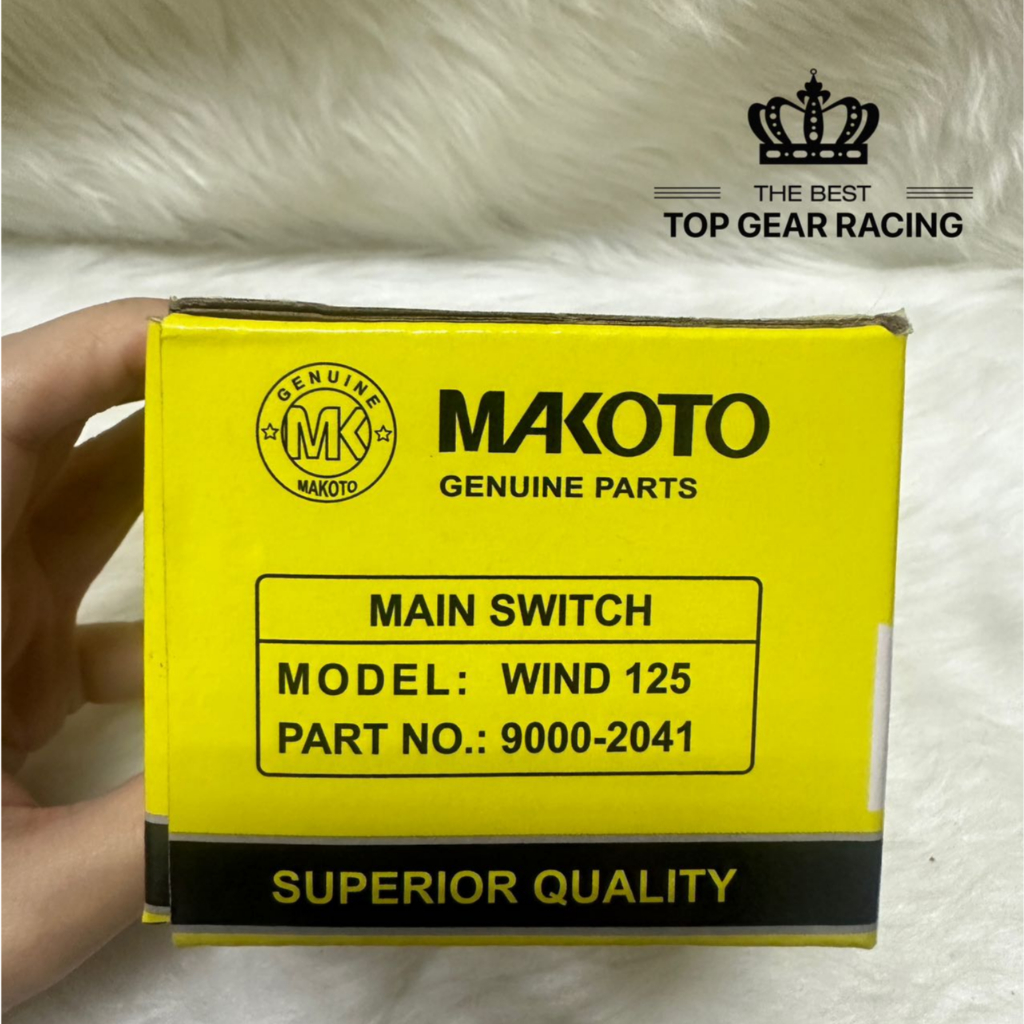 THE BEST
TOP GEAR RACING
GENUINE
MK
MAKOTO
MAKOTO
GENUINE PARTS
MAIN SWITCH
MODEL: WIND 125
PART NO.: 9000-2041
SUPERIOR QUALITY